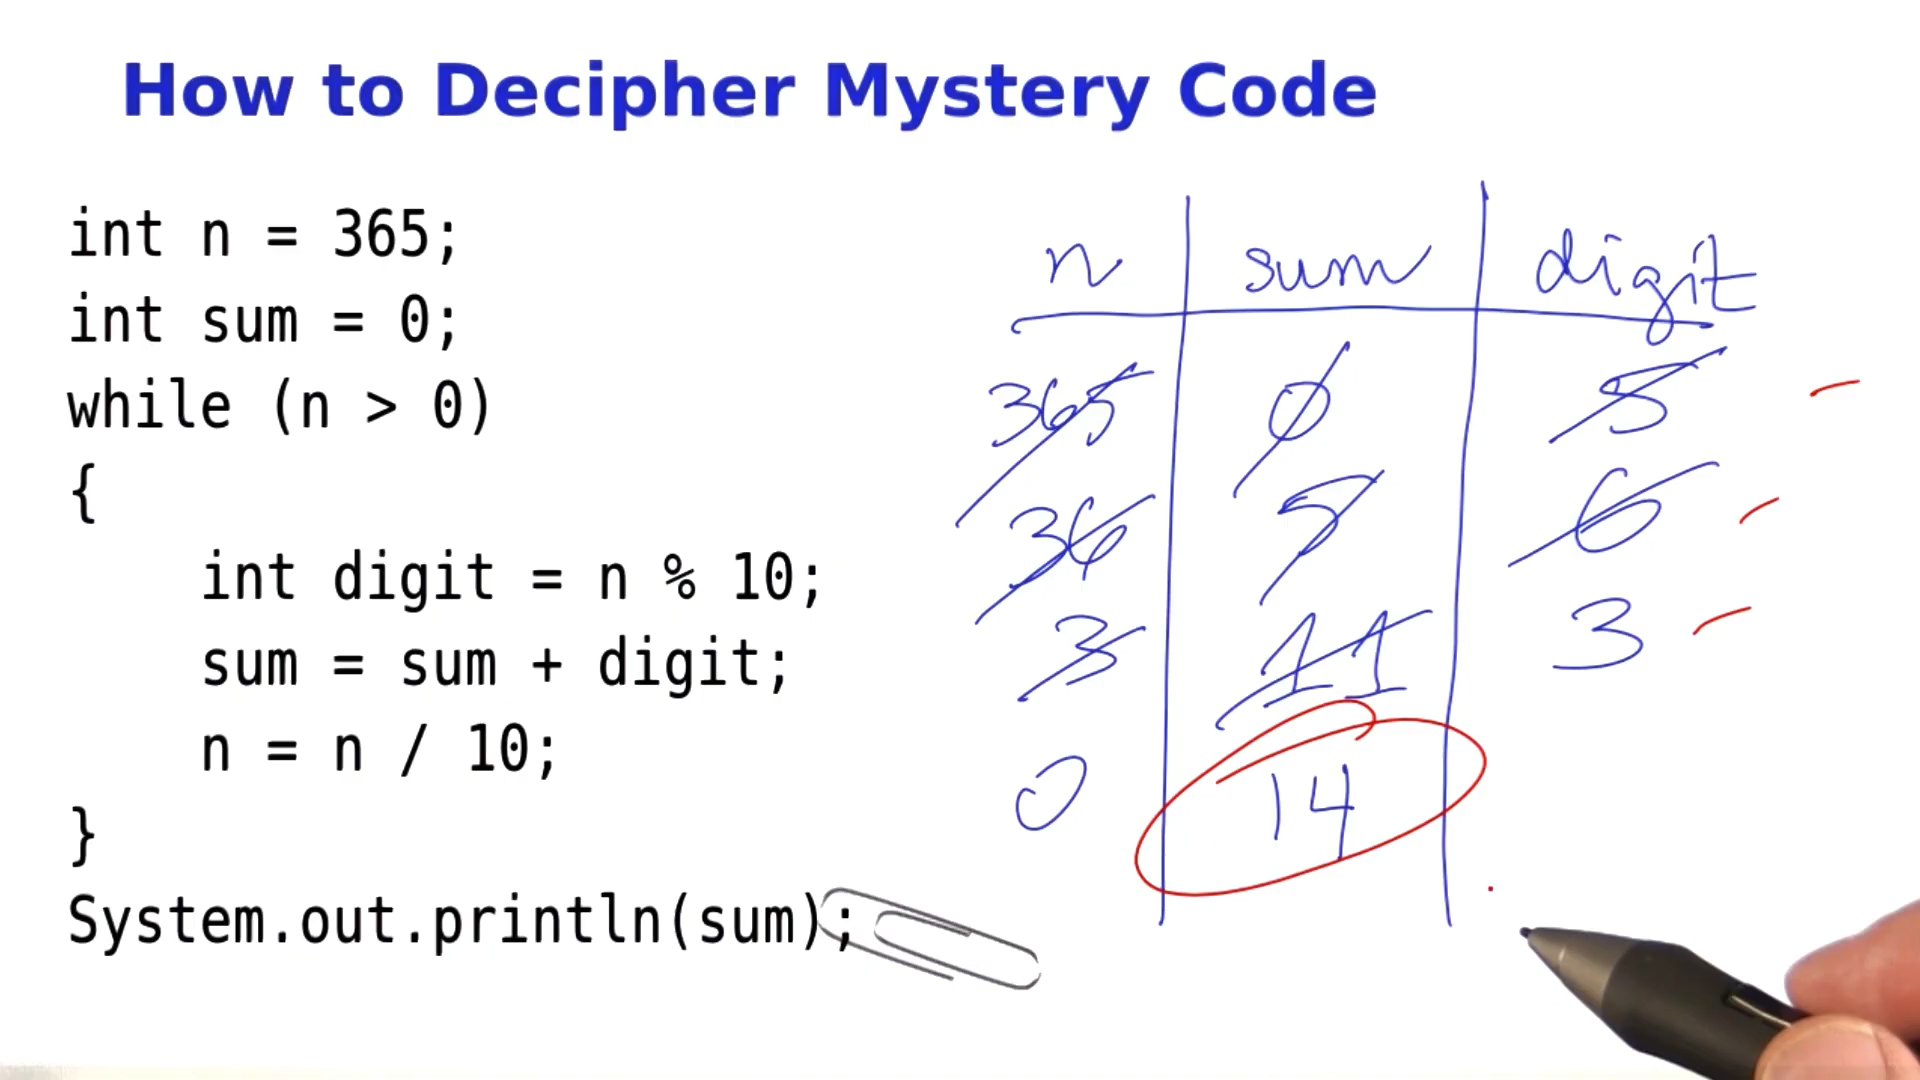 How to Decipher Mystery Code
int n = 365;
int sum = 0;
while (n > 0)
{
int digit = n % 10;
sum = sum + digit;
n = n / 10;
}
System.out.println(sum);
n sum digit
365 0 5
36 5 6
3 11 3
0 14